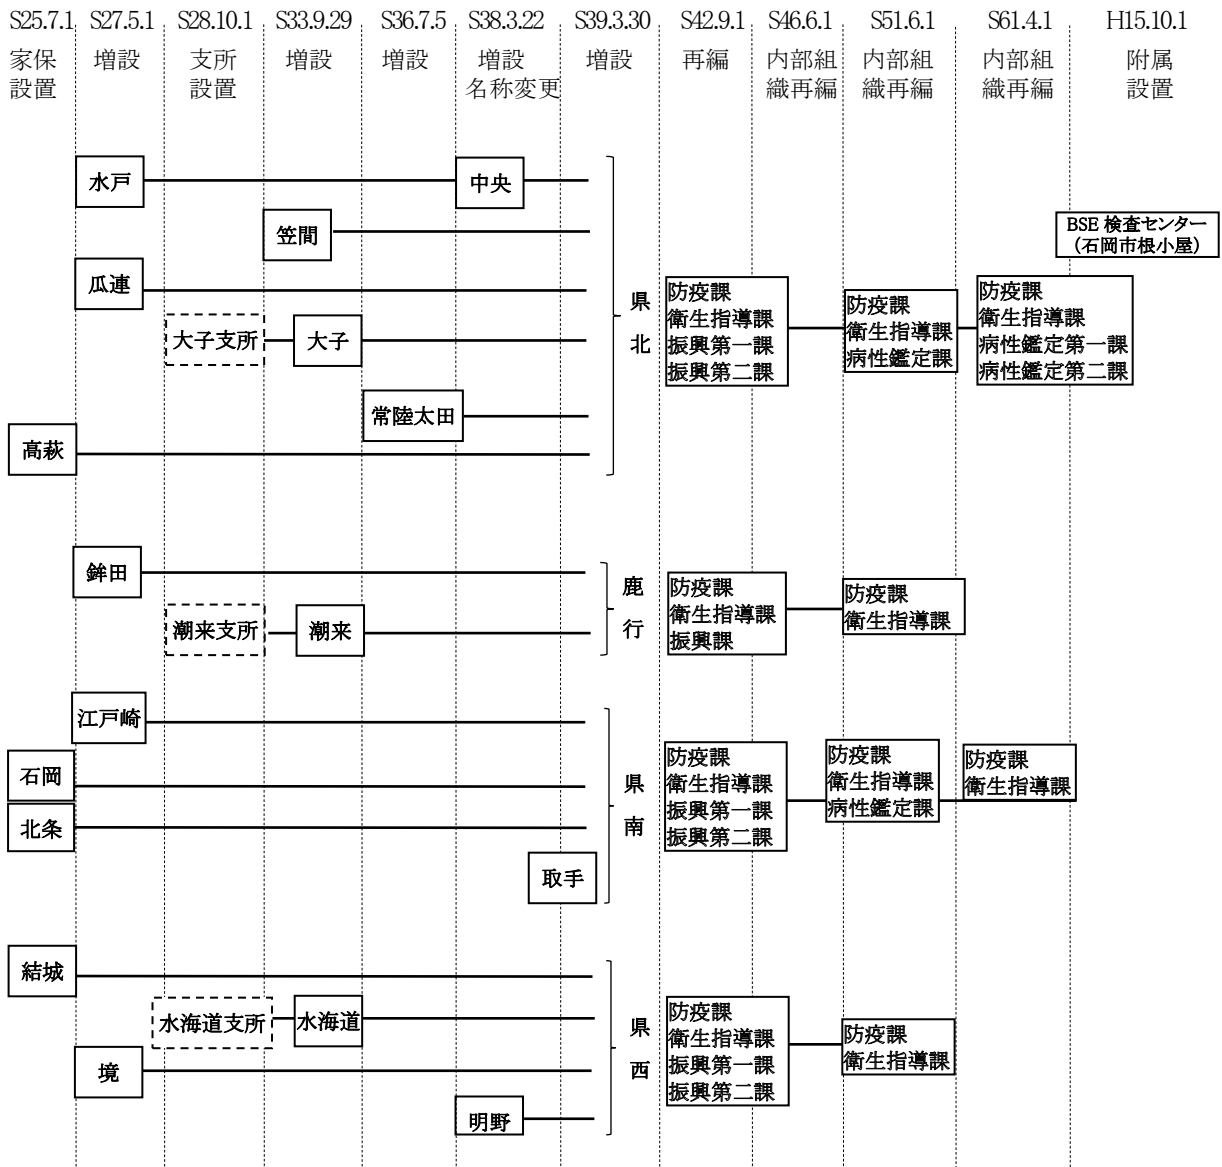 S25.7.1 S27.5.1 S28.10.1 S33.9.29 S36.7.5 S38.3.22 S39.3.30 S42.9.1 S46.6.1 S51.6.1 S61.4.1 H15.10.1
家保 増設 支所 増設 増設 増設 増設 再編 内部組 内部組 内部組 附属
設置 設置 名称変更 織再編 織再編 織再編 設置
水戸 中央
笠間
瓜連
大子支所 大子
常陸太田
高萩
県
北
防疫課
衛生指導課
振興第一課
振興第二課
防疫課
衛生指導課
病性鑑定課
防疫課
衛生指導課
病性鑑定第一課
病性鑑定第二課
BSE 検査センター
（石岡市根小屋）
鉾田
潮来支所 潮来
鹿
行
防疫課
衛生指導課
振興課
防疫課
衛生指導課
江戸崎
石岡
北条
取手
県
南
防疫課
衛生指導課
振興第一課
振興第二課
防疫課
衛生指導課
病性鑑定課
防疫課
衛生指導課
結城
水海道支所 水海道
境
明野
県
西
防疫課
衛生指導課
振興第一課
振興第二課
防疫課
衛生指導課